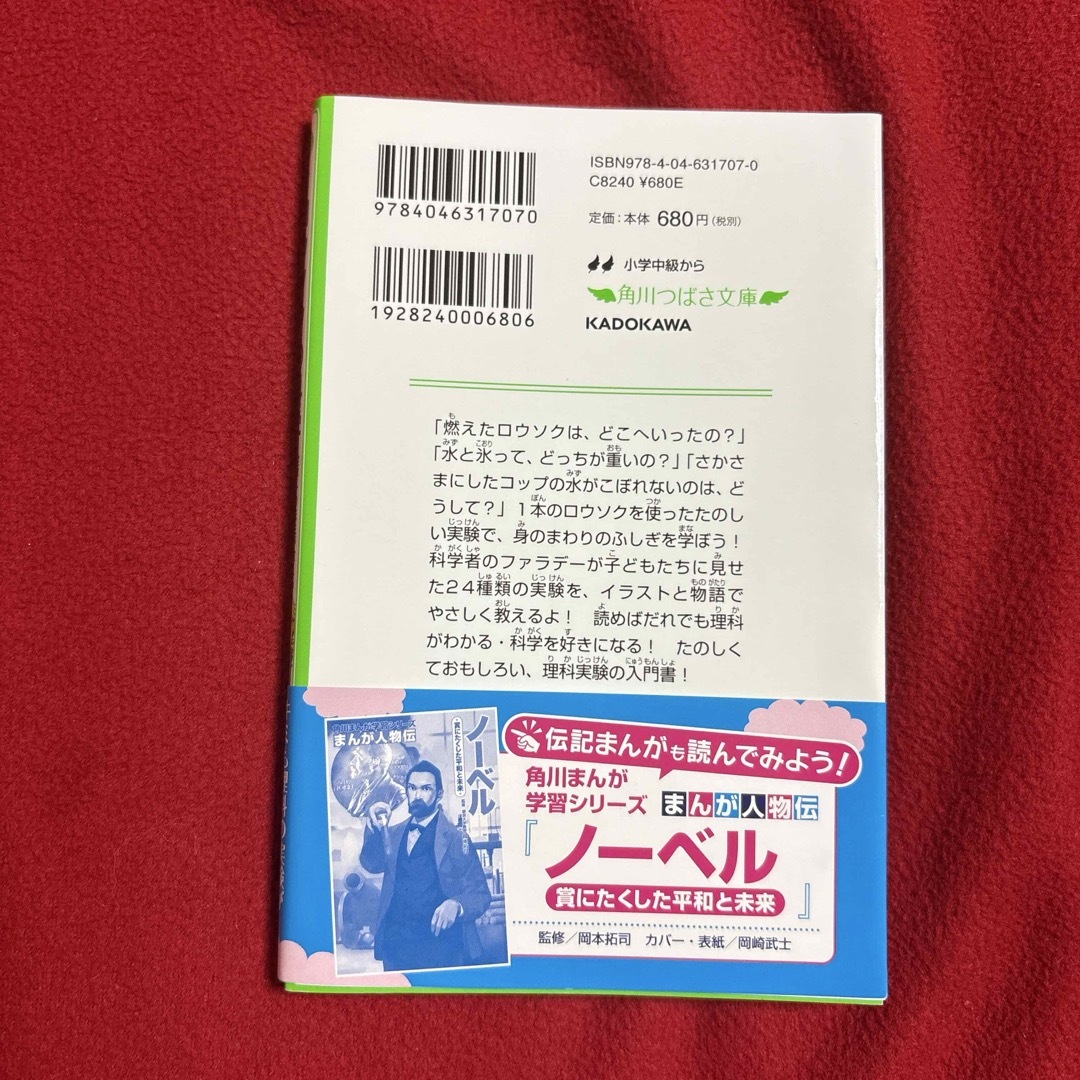 ISBN978-4-04-631707-0
C8240 ¥680E
9784046317070
定価：本体 680円（税別）
小学中級から
角川つばさ文庫
KADOKAWA
1928240006806
「燃えたロウソクは、どこへいったの？」
「水と氷って、どっちが重いの？」「さかさ
まにしたコップの水がこぼれないのは、ど
うして？」１本のロウソクを使ったたのし
い実験で、身のまわりのふしぎを学ぼう！
科学者のファラデーが子どもたちに見せ
た２４種類の実験を、イラストと物語で
やさしく教えるよ！　読めばだれでも理科
がわかる・科学を好きになる！　たのしく
ておもしろい、理科実験の入門書！
角川まんが学習シリーズ
まんが人物伝
ノーベル
賞にたくした平和と未来
伝記まんがも読んでみよう！
角川まんが
学習シリーズ
まんが人物伝
『ノーベル
賞にたくした平和と未来』
監修／岡本拓司　カバー・表紙／岡崎武士